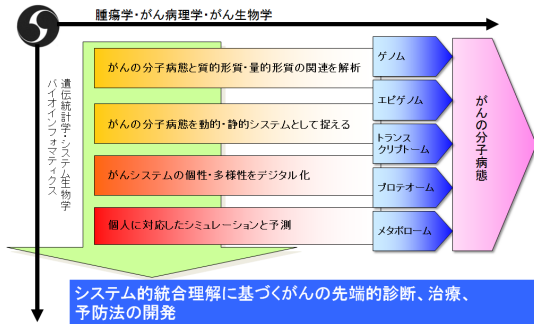 腫瘍学・がん病理学・がん生物学
遺伝統計学・システム生物学
バイオインフォマティクス
がんの分子病態と質的形質・量的形質の関連を解析
がんの分子病態を動的・静的システムとして捉える
がんシステムの個性・多様性をデジタル化
個人に対応したシミュレーションと予測
ゲノム
エピゲノム
トランス
クリプトーム
プロテオーム
メタボローム
がんの分子病態
システム的統合理解に基づくがんの先端的診断、治療、
予防法の開発